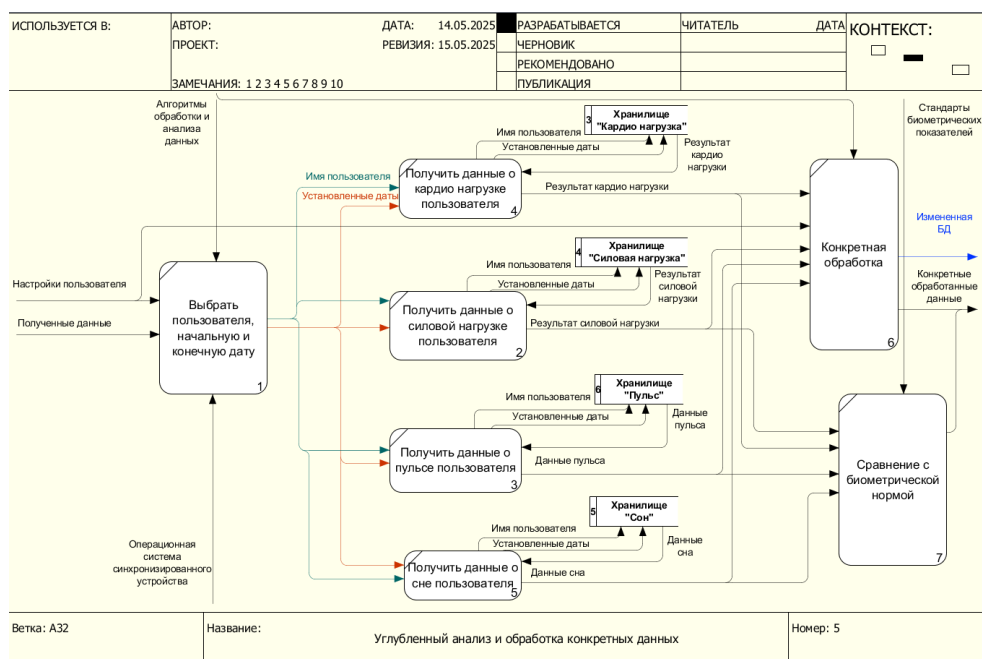 ИСПОЛЬЗУЕТСЯ В:
АВТОР:
ДАТА: 14.05.2025
РАЗРАБАТЫВАЕТСЯ
ЧИТАТЕЛЬ
ДАТА
КОНТЕКСТ:
ПРОЕКТ:
РЕВИЗИЯ: 15.05.2025
ЧЕРНОВИК
РЕКОМЕНДОВАНО
ЗАМЕЧАНИЯ: 1 2 3 4 5 6 7 8 9 10
ПУБЛИКАЦИЯ
Алгоритмы
обработки и
анализа
данных
Стандарты
биометрических
показателей
3
Хранилище
"Кардио нагрузка"
Имя пользователя
Установленные даты
Результат
кардио
нагрузки
Имя пользователя
Установленные даты
Получить данные о
кардио нагрузке
пользователя
4
Результат кардио нагрузки
Измененная
БД
Конкретная
обработка
6
Конкретные
обработанные
данные
4
Хранилище
"Силовая нагрузка"
Имя пользователя
Установленные даты
Результат
силовой
нагрузки
Настройки пользователя
Полученные данные
Выбрать
пользователя,
начальную и
конечную дату
1
Получить данные о
силовой нагрузке
пользователя
2
Результат силовой нагрузки
6
Хранилище
"Пульс"
Имя пользователя
Установленные даты
Данные
пульса
Получить данные о
пульсе пользователя
3
Данные пульса
Сравнение с
биометрической
нормой
7
5
Хранилище
"Сон"
Имя пользователя
Установленные даты
Данные
сна
Операционная
система
синхронизированного
устройства
Получить данные о
сне пользователя
5
Данные сна
Ветка: A32
Название:
Углубленный анализ и обработка конкретных данных
Номер: 5